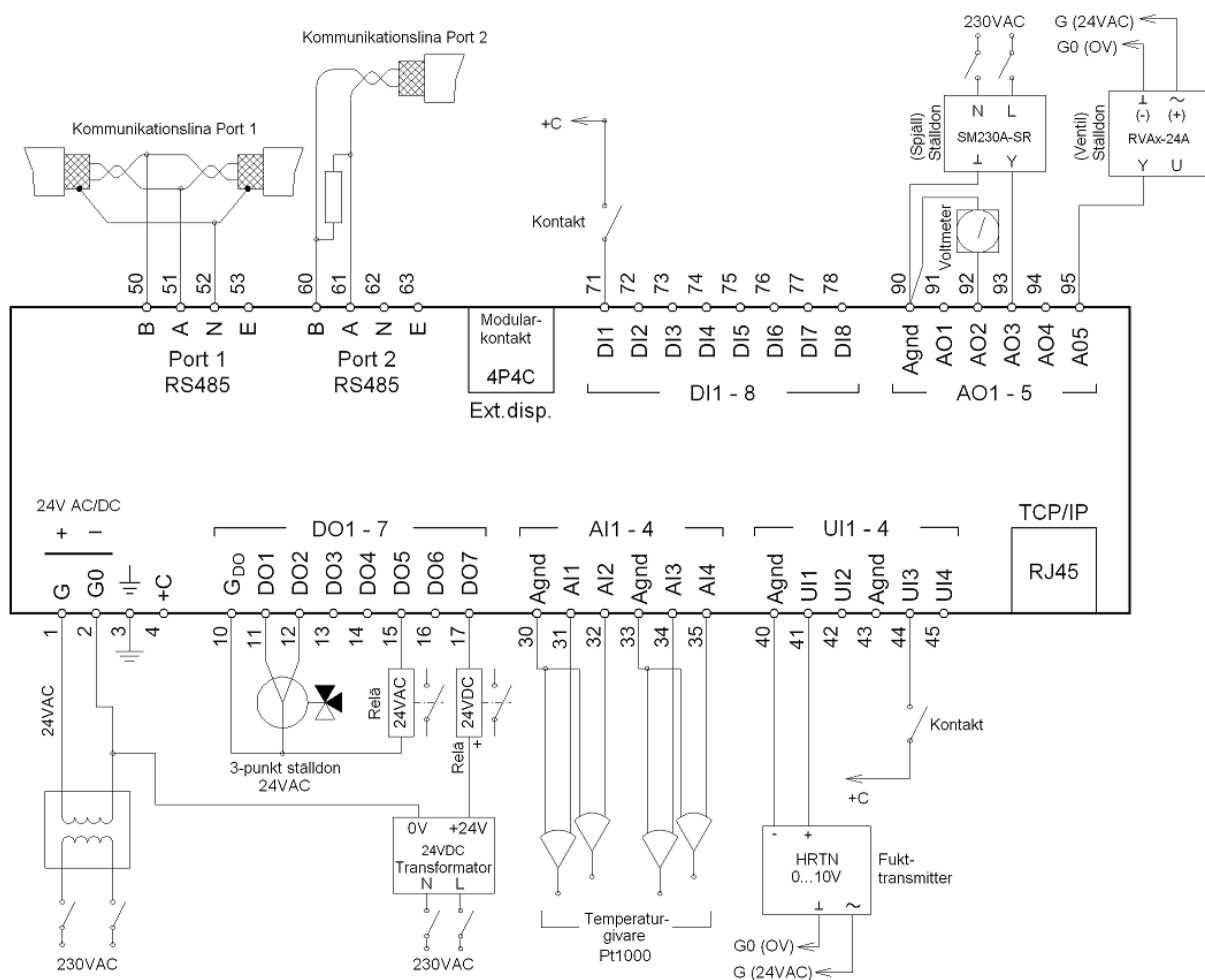 Kommunikationslina Port 2
Kommunikationslina Port 1
230VAC
G (24VAC)
G0 (OV)
+C
Kontakt
(Spjäll)
Ställdon
N L
SM230A-SR
⊥ Y
Voltmeter
(Ventil)
Ställdon
⊥ ~
(-) (+)
RVAx-24A
Y U
50 51 52 53
60 61 62 63
71 72 73 74 75 76 77 78
90 91 92 93 94 95
B A N E
Port 1
RS485
B A N E
Port 2
RS485
Modular-
kontakt
4P4C
Ext.disp.
DI1 DI2 DI3 DI4 DI5 DI6 DI7 DI8
DI1 - 8
Agnd AO1 AO2 AO3 AO4 A05
AO1 - 5
24V AC/DC
+ −
G G0 +C
DO1 - 7
GDO DO1 DO2 DO3 DO4 DO5 DO6 DO7
AI1 - 4
Agnd AI1 AI2 Agnd AI3 AI4
UI1 - 4
Agnd UI1 UI2 Agnd UI3 UI4
TCP/IP
RJ45
1 2 3 4
10 11 12 13 14 15 16 17
30 31 32 33 34 35
40 41 42 43 44 45
24VAC
3-punkt ställdon
24VAC
Relä
24VAC
Relä
24VDC
+
0V +24V
24VDC
Transformator
N L
230VAC
230VAC
Temperatur-
givare
Pt1000
Kontakt
+C
- +
HRTN
0...10V
⊥ ~
Fukt-
transmitter
G0 (OV)
G (24VAC)